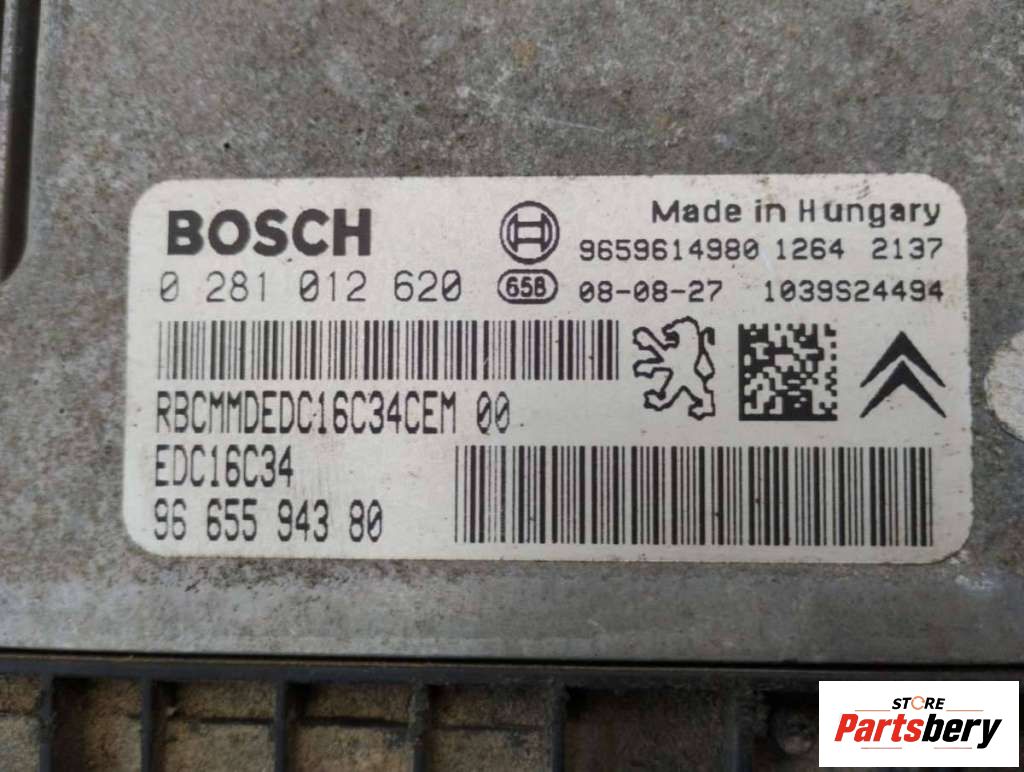 BOSCH
Made in Hungary
9659614980 1264 2137
0 281 012 620
658
08-08-27 1039S24494
RBCMMDEDC16C34CEM 00
EDC16C34
96 655 943 80
STORE
Partsbery